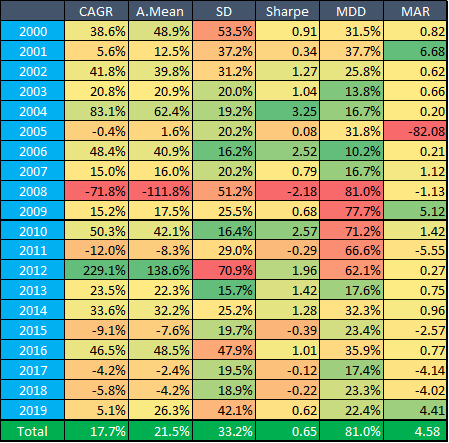 CAGR A.Mean SD Sharpe MDD MAR
2000 38.6% 48.9% 53.5% 0.91 31.5% 0.82
2001 5.6% 12.5% 37.2% 0.34 37.7% 6.68
2002 41.8% 39.8% 31.2% 1.27 25.8% 0.62
2003 20.8% 20.9% 20.0% 1.04 13.8% 0.66
2004 83.1% 62.4% 19.2% 3.25 16.7% 0.20
2005 -0.4% 1.6% 20.2% 0.08 31.8% -82.08
2006 48.4% 40.9% 16.2% 2.52 10.2% 0.21
2007 15.0% 16.0% 20.2% 0.79 16.7% 1.12
2008 -71.8% -111.8% 51.2% -2.18 81.0% -1.13
2009 15.2% 17.5% 25.5% 0.68 77.7% 5.12
2010 50.3% 42.1% 16.4% 2.57 71.2% 1.42
2011 -12.0% -8.3% 29.0% -0.29 66.6% -5.55
2012 229.1% 138.6% 70.9% 1.96 62.1% 0.27
2013 23.5% 22.3% 15.7% 1.42 17.6% 0.75
2014 33.6% 32.2% 25.2% 1.28 32.3% 0.96
2015 -9.1% -7.6% 19.7% -0.39 23.4% -2.57
2016 46.5% 48.5% 47.9% 1.01 35.9% 0.77
2017 -4.2% -2.4% 19.5% -0.12 17.4% -4.14
2018 -5.8% -4.2% 18.9% -0.22 23.3% -4.02
2019 5.1% 26.3% 42.1% 0.62 22.4% 4.41
Total 17.7% 21.5% 33.2% 0.65 81.0% 4.58